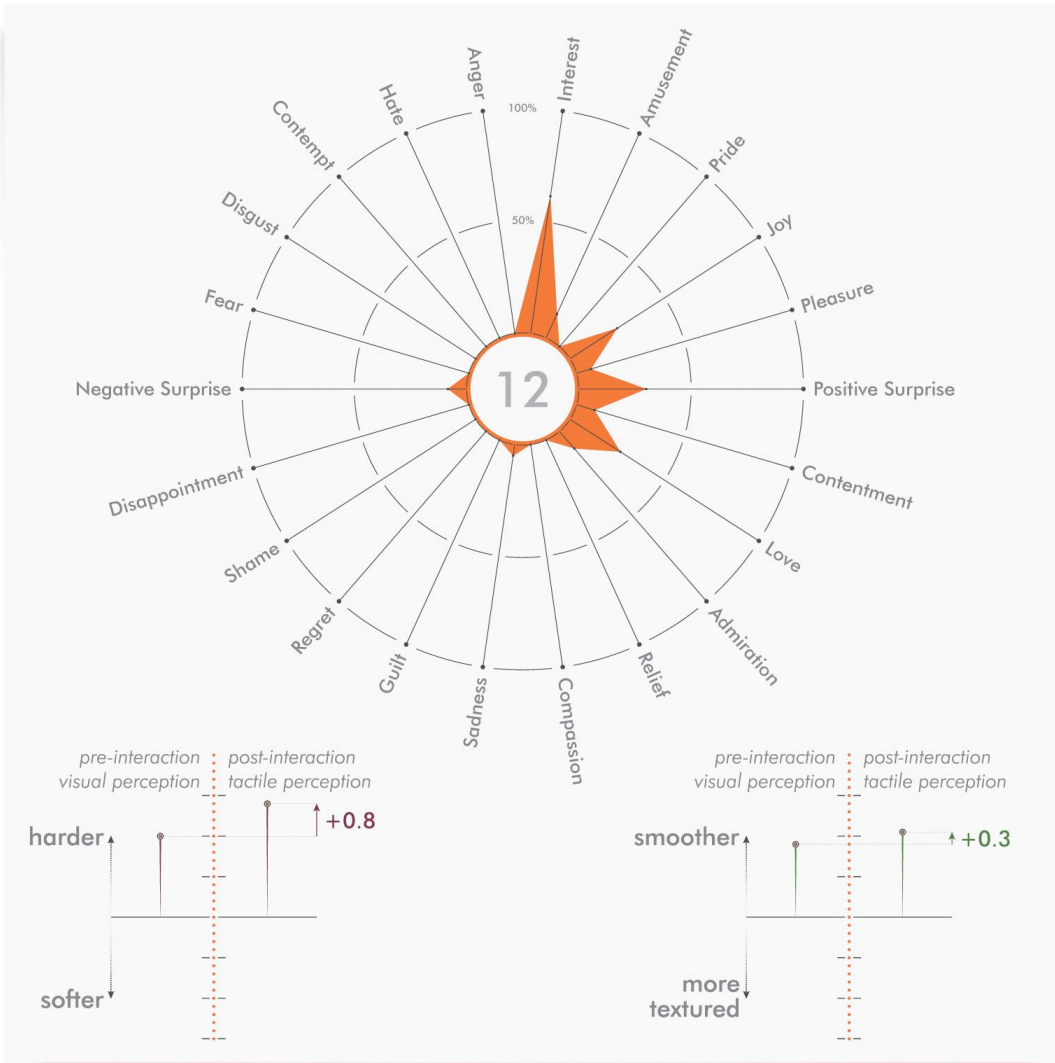 Anger
Interest
Amusement
Hate
100%
Contempt
Pride
Disgust
50%
Joy
Fear
Pleasure
Negative Surprise
12
Positive Surprise
Disappointment
Contentment
Shame
Love
Regret
Admiration
Guilt
Relief
Sadness
Compassion
pre-interaction
visual perception
post-interaction
tactile perception
harder
+0.8
softer
pre-interaction
visual perception
post-interaction
tactile perception
smoother
+0.3
more
textured